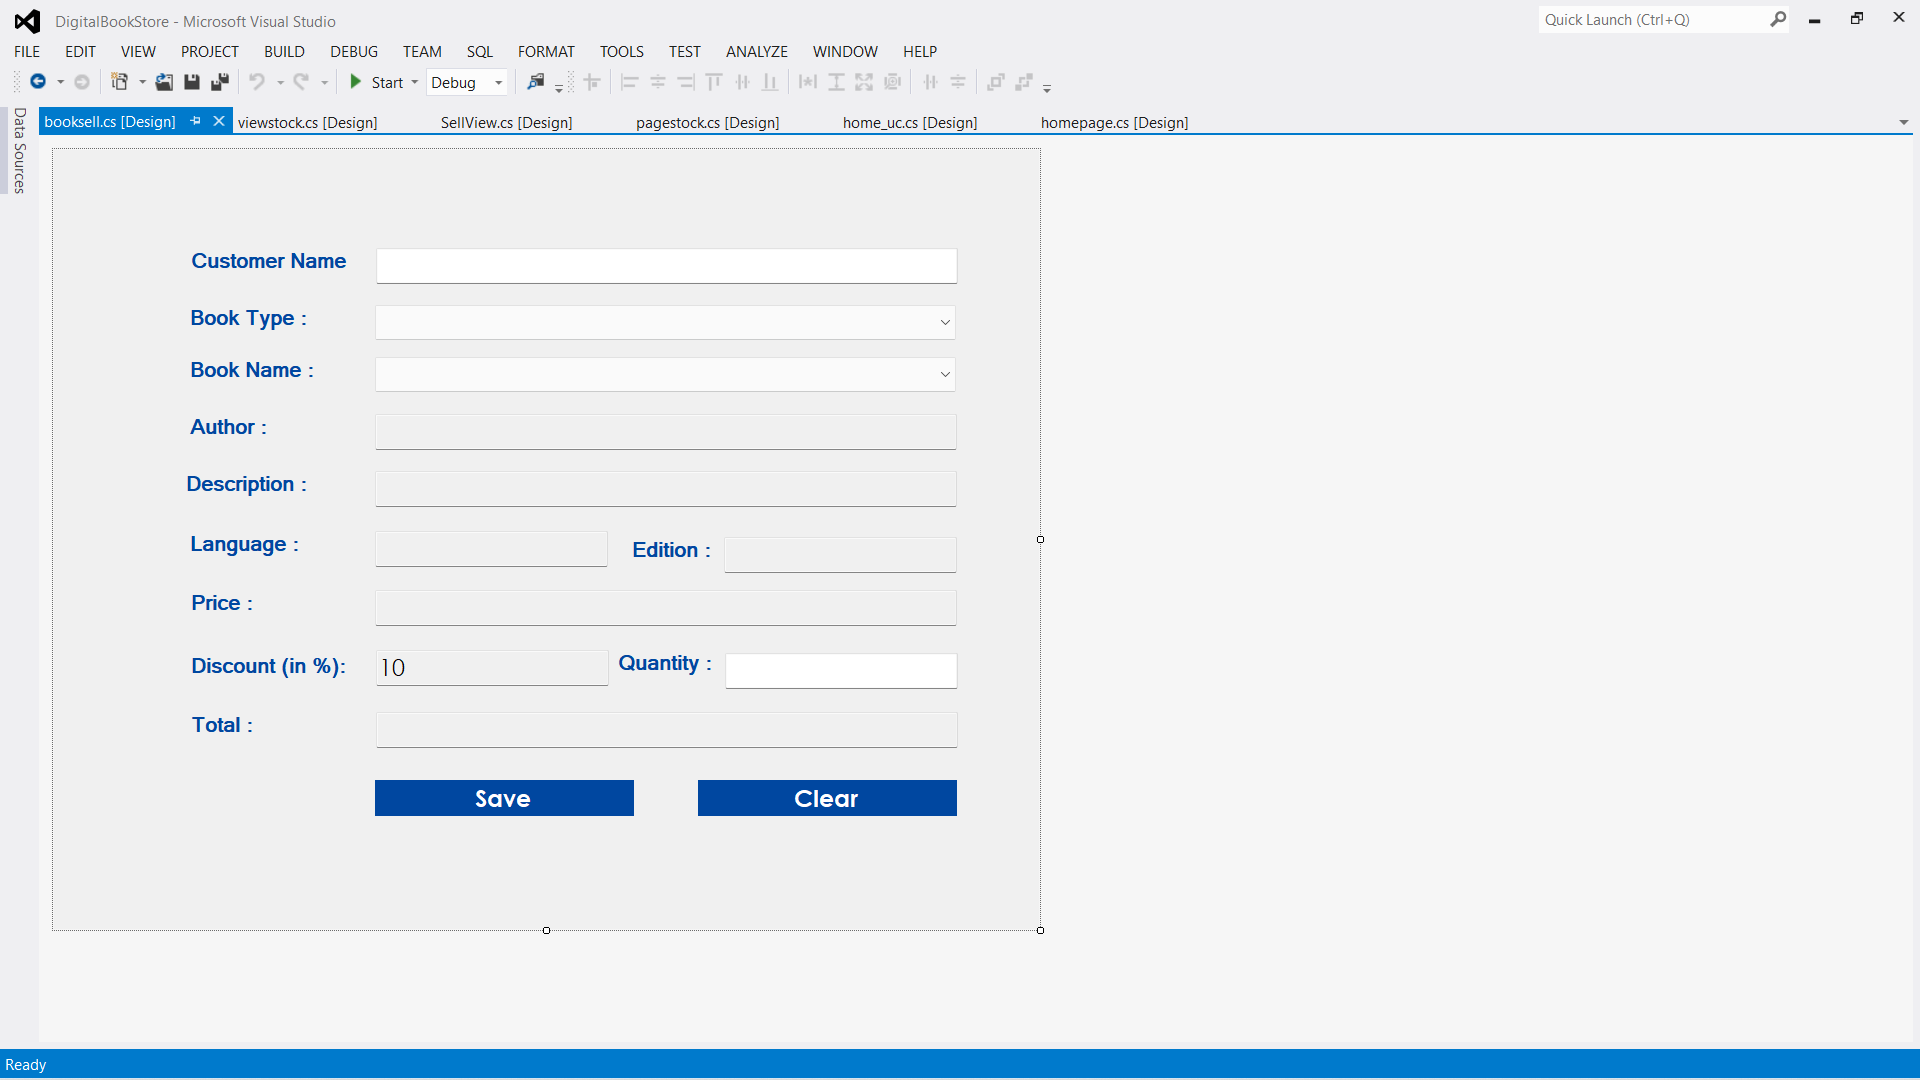 DigitalBookStore - Microsoft Visual Studio
Quick Launch (Ctrl+Q)
FILE EDIT VIEW PROJECT BUILD DEBUG TEAM SQL FORMAT TOOLS TEST ANALYZE WINDOW HELP
Start Debug
Data Sources
booksell.cs [Design] viewstock.cs [Design] SellView.cs [Design] pagestock.cs [Design] home_uc.cs [Design] homepage.cs [Design]
Customer Name
Book Type :
Book Name :
Author :
Description :
Language : Edition :
Price :
Discount (in %): 10 Quantity :
Total :
Save Clear
Ready